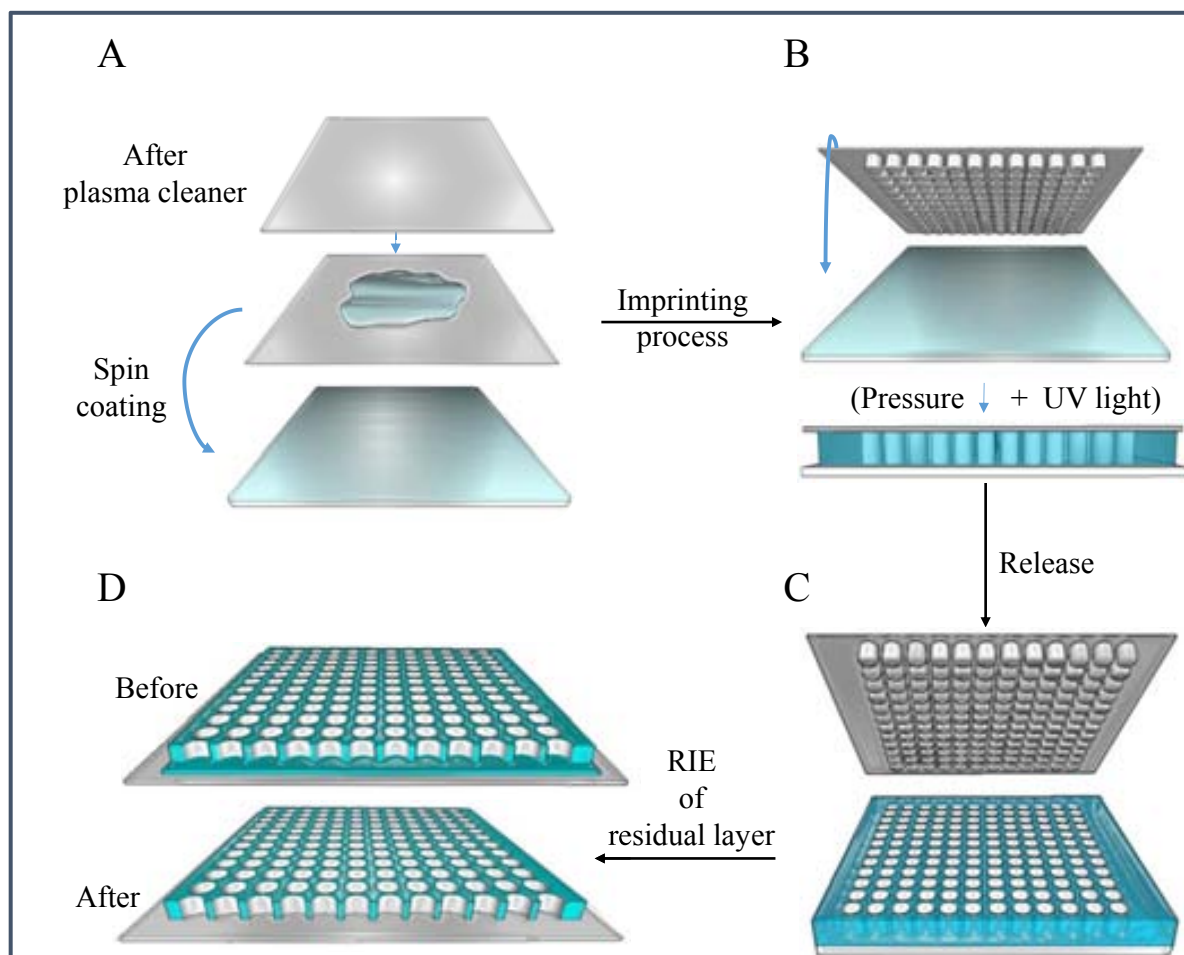 A
After
plasma cleaner
Spin
coating
Imprinting
process
B
(Pressure + UV light)
Release
C
D
Before
After
RIE
of
residual layer